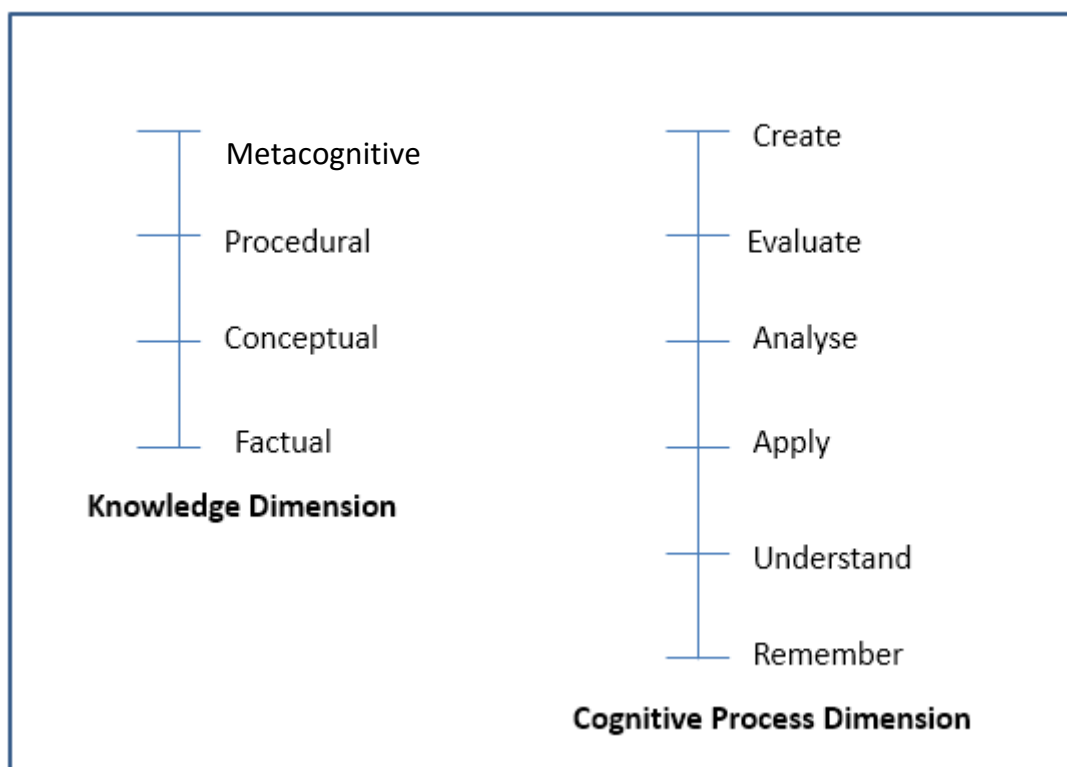 Metacognitive
Procedural
Conceptual
Factual
Knowledge Dimension
Create
Evaluate
Analyse
Apply
Understand
Remember
Cognitive Process Dimension